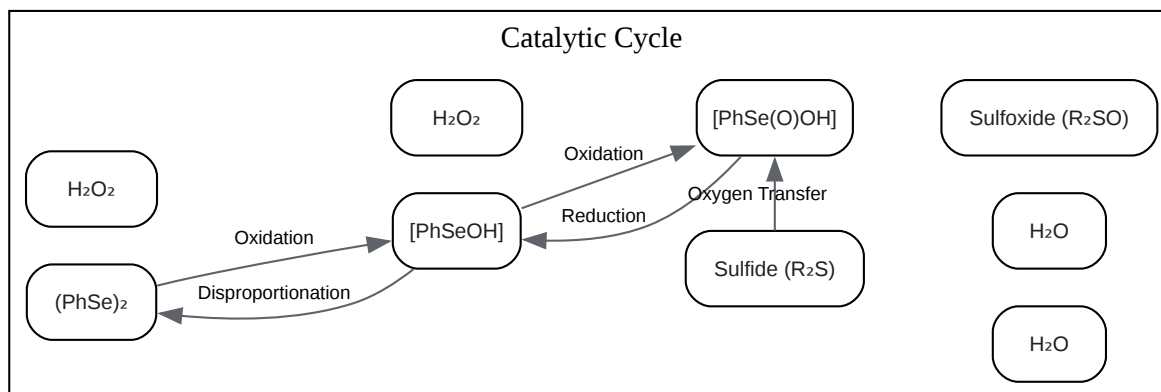 Catalytic Cycle
H₂O₂
[PhSe(O)OH]
Sulfoxide (R₂SO)
Oxidation
H₂O₂
Oxygen Transfer
Reduction
[PhSeOH]
H₂O
Oxidation
Sulfide (R₂S)
Disproportionation
(PhSe)₂
H₂O